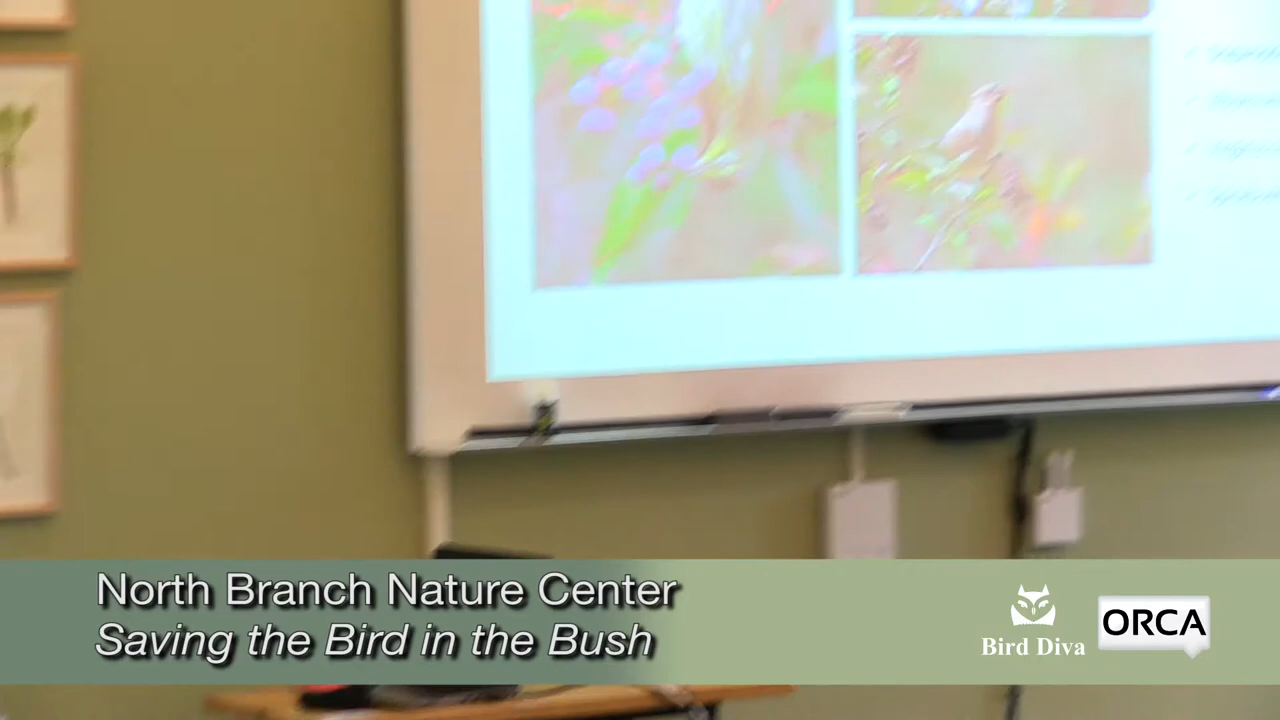 North Branch Nature Center
Saving the Bird in the Bush
Bird Diva
ORCA